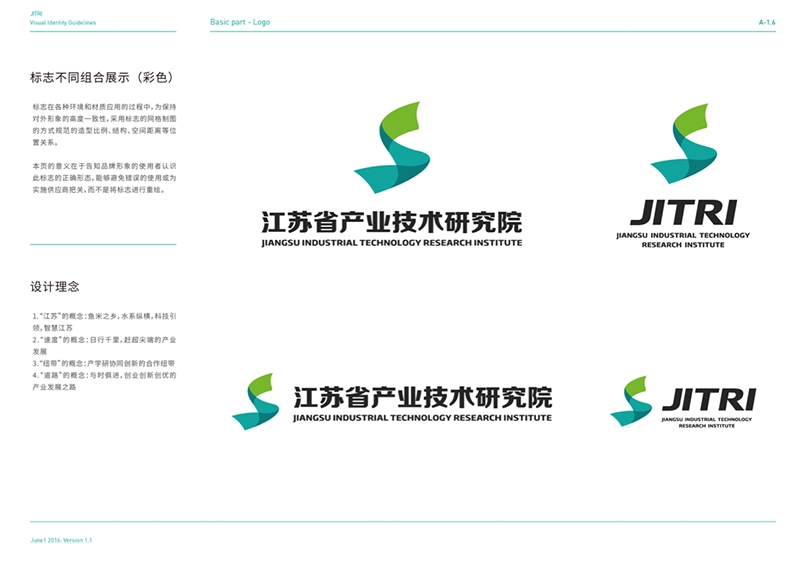 JITRI
Visual Identity Guidelines
Basic part - Logo
A-1.6
标志不同组合展示（彩色）
标志在各种环境和材质应用的过程中，为保持
对外形象的高度一致性，采用标志的网格制图
的方式规范的造型比例、结构、空间距离等位
置关系。
本页的意义在于告知品牌形象的使用者认识
此标志的正确形态，能够避免错误的使用或为
实施供应商把关，而不是将标志进行重绘。
设计理念
1.“江苏”的概念：鱼米之乡，水系纵横，科技引
领，智慧江苏
2.“速度”的概念：日行千里，赶超尖端的产业
发展
3.“纽带”的概念：产学研协同创新的合作纽带
4.“道路”的概念：与时俱进，创业创新创优的
产业发展之路
江苏省产业技术研究院
JIANGSU INDUSTRIAL TECHNOLOGY RESEARCH INSTITUTE
JITRI
JIANGSU INDUSTRIAL TECHNOLOGY
RESEARCH INSTITUTE
江苏省产业技术研究院
JIANGSU INDUSTRIAL TECHNOLOGY RESEARCH INSTITUTE
JITRI
JIANGSU INDUSTRIAL TECHNOLOGY
RESEARCH INSTITUTE
June1 2016. Version 1.1